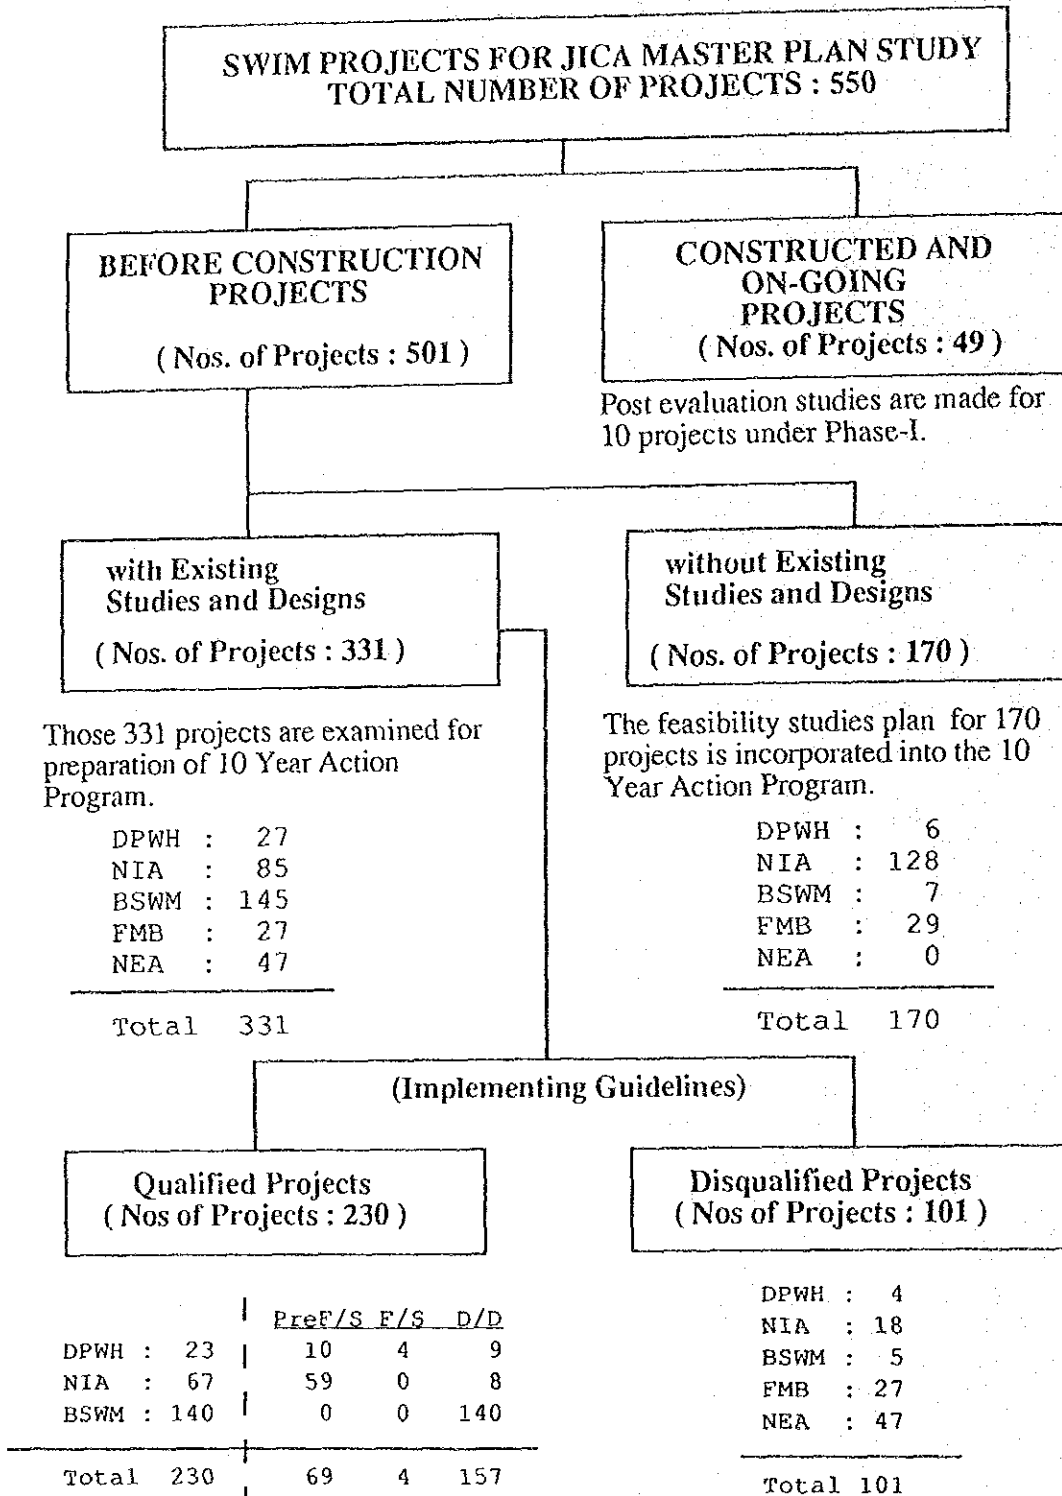 SWIM PROJECTS FOR JICA MASTER PLAN STUDY
TOTAL NUMBER OF PROJECTS : 550
BEFORE CONSTRUCTION
PROJECTS
( Nos. of Projects : 501 )
CONSTRUCTED AND
ON-GOING
PROJECTS
( Nos. of Projects : 49 )
Post evaluation studies are made for
10 projects under Phase-I.
with Existing
Studies and Designs
( Nos. of Projects : 331 )
without Existing
Studies and Designs
( Nos. of Projects : 170 )
Those 331 projects are examined for
preparation of 10 Year Action
Program.
DPWH : 27
NIA : 85
BSWM : 145
FMB : 27
NEA : 47
Total 331
The feasibility studies plan for 170
projects is incorporated into the 10
Year Action Program.
DPWH : 6
NIA : 128
BSWM : 7
FMB : 29
NEA : 0
Total 170
(Implementing Guidelines)
Qualified Projects
( Nos of Projects : 230 )
Disqualified Projects
( Nos of Projects : 101 )
PreF/S F/S D/D
DPWH : 23 10 4 9
NIA : 67 59 0 8
BSWM : 140 0 0 140
Total 230 69 4 157
DPWH : 4
NIA : 18
BSWM : 5
FMB : 27
NEA : 47
Total 101